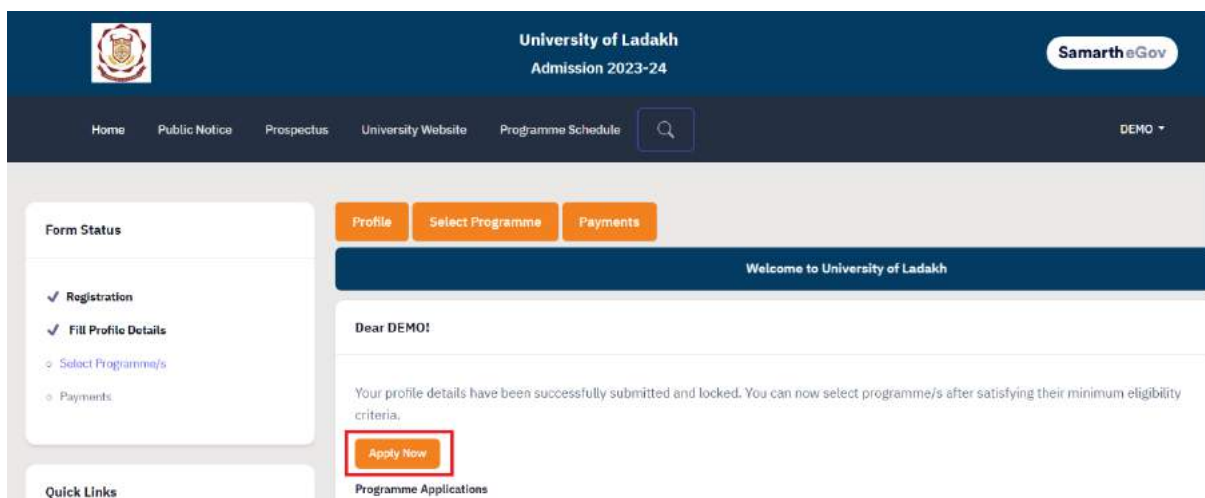 University of Ladakh
Admission 2023-24
Samarth eGov
Home Public Notice Prospectus University Website Programme Schedule DEMO
Form Status
Registration
Fill Profile Details
Select Programme/s
Payments
Quick Links
Profile Select Programme Payments
Welcome to University of Ladakh
Dear DEMO!
Your profile details have been successfully submitted and locked. You can now select programme/s after satisfying their minimum eligibility
criteria.
Apply Now
Programme Applications